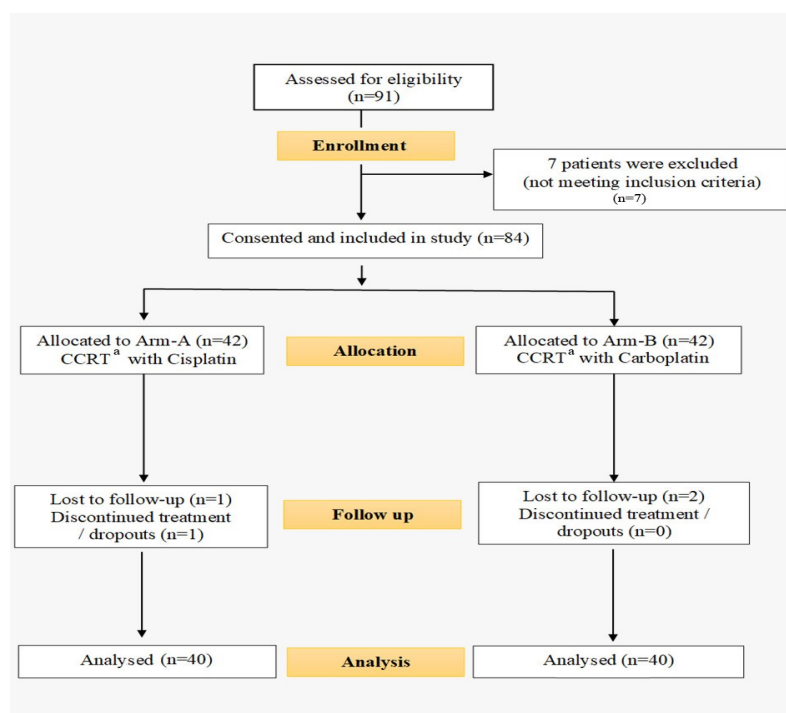 Assessed for eligibility
(n=91)
Enrollment
7 patients were excluded
(not meeting inclusion criteria)
(n=7)
Consented and included in study (n=84)
Allocated to Arm-A (n=42)
CCRTᵃ with Cisplatin
Allocation
Allocated to Arm-B (n=42)
CCRTᵃ with Carboplatin
Lost to follow-up (n=1)
Discontinued treatment
/ dropouts (n=1)
Follow up
Lost to follow-up (n=2)
Discontinued treatment /
dropouts (n=0)
Analysed (n=40)
Analysis
Analysed (n=40)